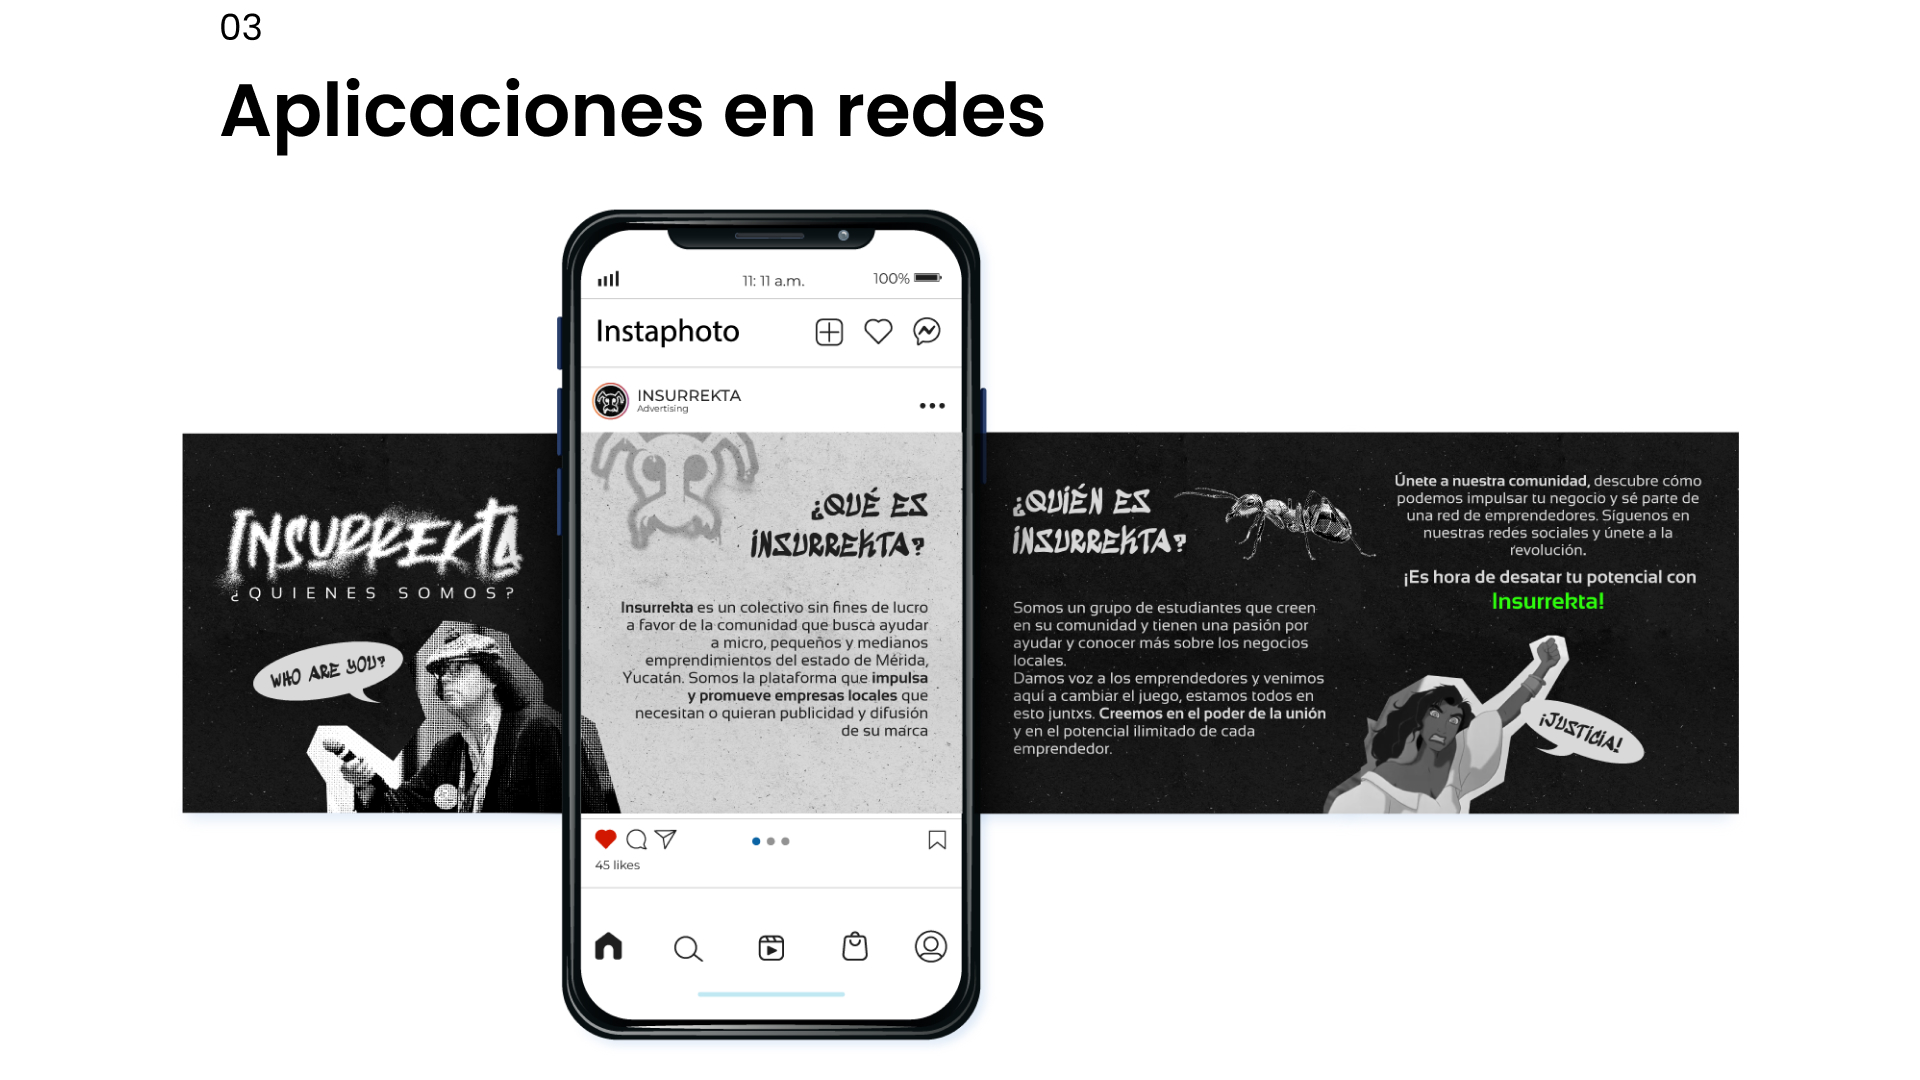 03
Aplicaciones en redes
11: 11 a.m.
100%
Instaphoto
INSURREKTA
Advertising
INSURREKTA
¿QUIENES SOMOS?
WHO ARE YOU?
¿QUÉ ES
INSURREKTA?
Insurrekta es un colectivo sin fines de lucro
a favor de la comunidad que busca ayudar
a micro, pequeños y medianos
emprendimientos del estado de Mérida,
Yucatán. Somos la plataforma que impulsa
y promueve empresas locales que
necesitan o quieran publicidad y difusión
de su marca
45 likes
¿QUIÉN ES
INSURREKTA?
Somos un grupo de estudiantes que creen
en su comunidad y tienen una pasión por
ayudar y conocer más sobre los negocios
locales.
Damos voz a los emprendedores y venimos
aquí a cambiar el juego, estamos todos en
esto juntxs. Creemos en el poder de la unión
y en el potencial ilimitado de cada
emprendedor.
Únete a nuestra comunidad, descubre cómo
podemos impulsar tu negocio y sé parte de
una red de emprendedores. Síguenos en
nuestras redes sociales y únete a la
revolución.
¡Es hora de desatar tu potencial con
Insurrekta!
¡JUSTICIA!